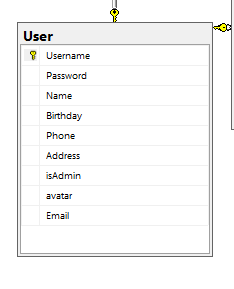 User
Username
Password
Name
Birthday
Phone
Address
isAdmin
avatar
Email